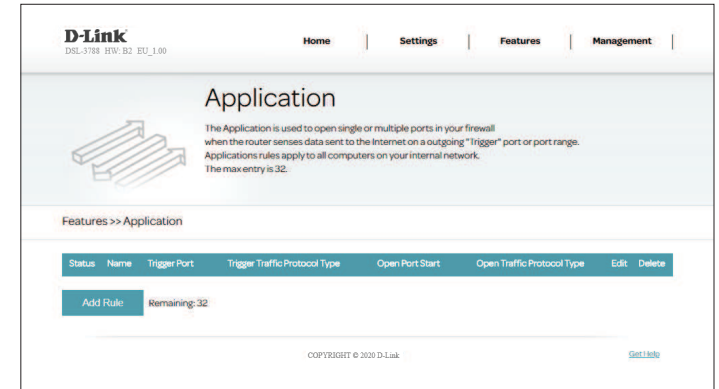 D-Link
DSL-3788 HW: B2 EU_1.00
Home Settings Features Management
Application
The Application is used to open single or multiple ports in your firewall
when the router senses data sent to the Internet on a outgoing "Trigger" port or port range.
Applications rules apply to all computers on your internal network.
The max entry is 32.
Features >> Application
Status Name Trigger Port Trigger Traffic Protocol Type Open Port Start Open Traffic Protocol Type Edit Delete
Add Rule Remaining: 32
COPYRIGHT © 2020 D-Link Get Help